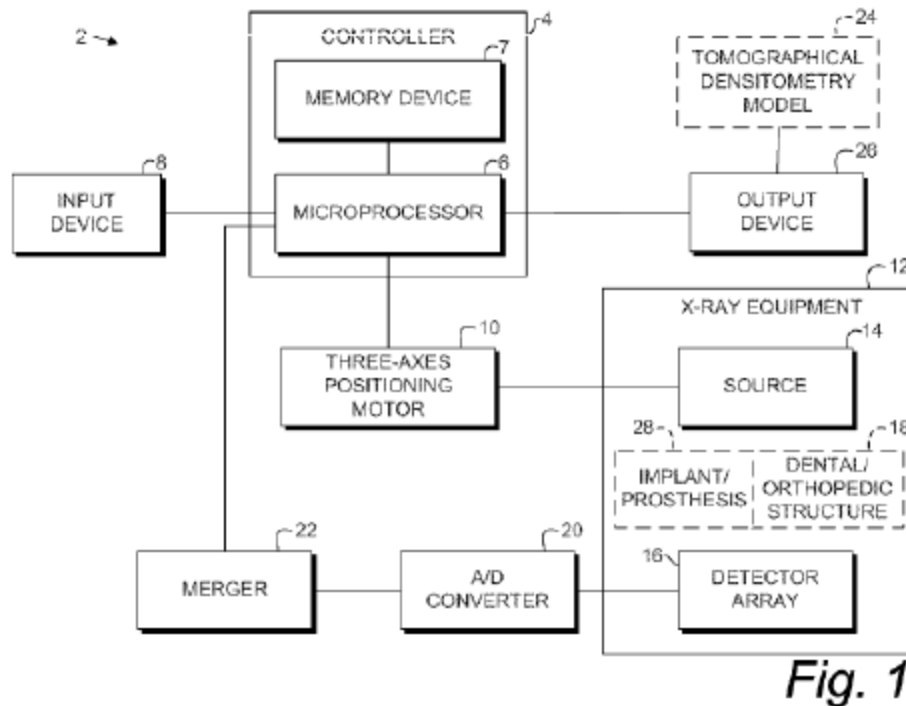 2
4
CONTROLLER
7
MEMORY DEVICE
24
TOMOGRAPHICAL
DENSITOMETRY
MODEL
8
INPUT
DEVICE
6
MICROPROCESSOR
26
OUTPUT
DEVICE
12
X-RAY EQUIPMENT
10
THREE-AXES
POSITIONING
MOTOR
14
SOURCE
28
IMPLANT/
PROSTHESIS
18
DENTAL/
ORTHOPEDIC
STRUCTURE
22
MERGER
20
A/D
CONVERTER
16
DETECTOR
ARRAY
Fig. 1